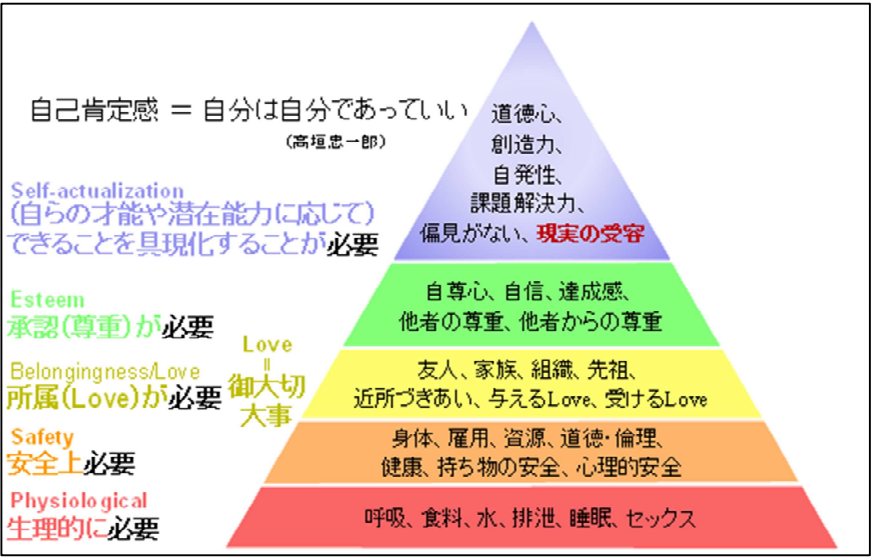 自己肯定感 = 自分は自分であっていい
(高垣忠一郎)
道徳心、
創造力、
自発性、
課題解決力、
偏見がない、現実の受容
Self-actualization
(自らの才能や潜在能力に応じて)
できることを具現化することが必要
自尊心、自信、達成感、
他者の尊重、他者からの尊重
Esteem
承認(尊重)が必要
友人、家族、組織、先祖、
近所づきあい、与えるLove、受けるLove
Belongingness/Love
所属(Love)が必要
Love
=
御大切
大事
身体、雇用、資源、道徳・倫理、
健康、持ち物の安全、心理的安全
Safety
安全上必要
呼吸、食料、水、排泄、睡眠、セックス
Physiological
生理的に必要